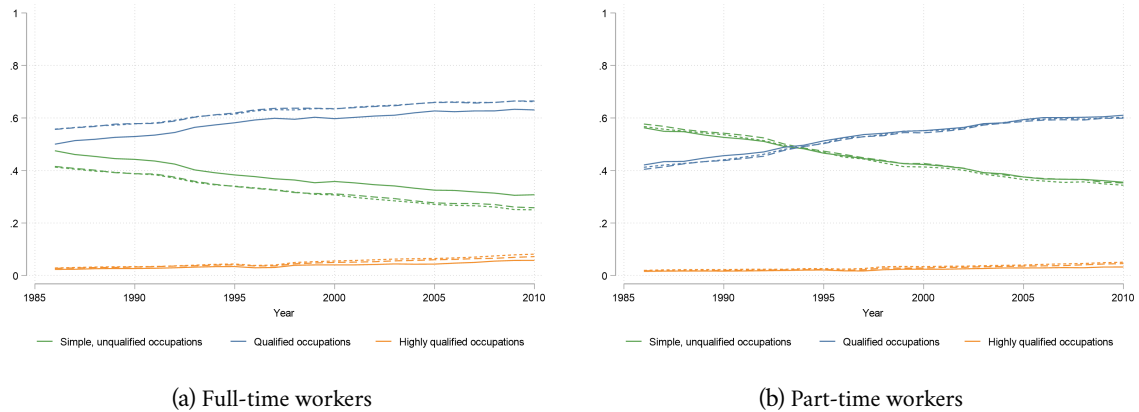 1
.8
.6
.4
.2
0
1985 1990 1995 2000 2005 2010
Year
Simple, unqualified occupations Qualified occupations Highly qualified occupations
(a) Full-time workers
1
.8
.6
.4
.2
0
1985 1990 1995 2000 2005 2010
Year
Simple, unqualified occupations Qualified occupations Highly qualified occupations
(b) Part-time workers